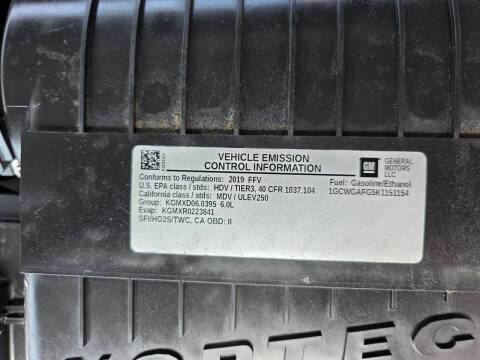 VEHICLE EMISSION
CONTROL INFORMATION
GM
GENERAL
MOTORS
LLC
Conforms to Regulations: 2019 FFV
U.S. EPA class / stds: HDV / TIER3, 40 CFR 1037.104
Fuel: Gasoline/Ethanol
California class / stds: MDV / ULEV250
1GCWGAFG5K1151154
Group: KGMXD06.0395 6.0L
Evap: KGMXR0223841
SFI/HO2S/TWC, CA OBD: II
VORTEC